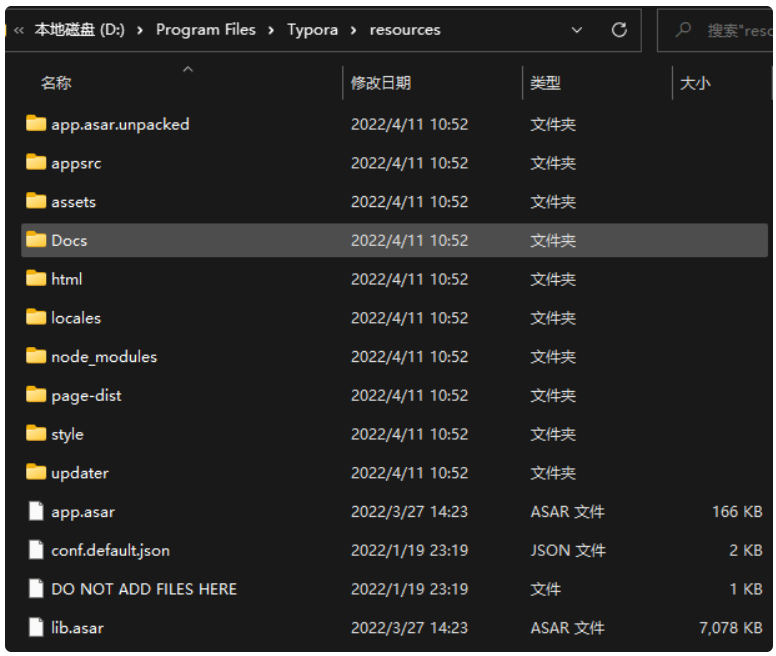 « 本地磁盘 (D:) › Program Files › Typora › resources 搜索"resc
名称 修改日期 类型 大小
app.asar.unpacked 2022/4/11 10:52 文件夹
appsrc 2022/4/11 10:52 文件夹
assets 2022/4/11 10:52 文件夹
Docs 2022/4/11 10:52 文件夹
html 2022/4/11 10:52 文件夹
locales 2022/4/11 10:52 文件夹
node_modules 2022/4/11 10:52 文件夹
page-dist 2022/4/11 10:52 文件夹
style 2022/4/11 10:52 文件夹
updater 2022/4/11 10:52 文件夹
app.asar 2022/3/27 14:23 ASAR 文件 166 KB
conf.default.json 2022/1/19 23:19 JSON 文件 2 KB
DO NOT ADD FILES HERE 2022/1/19 23:19 文件 1 KB
lib.asar 2022/3/27 14:23 ASAR 文件 7,078 KB